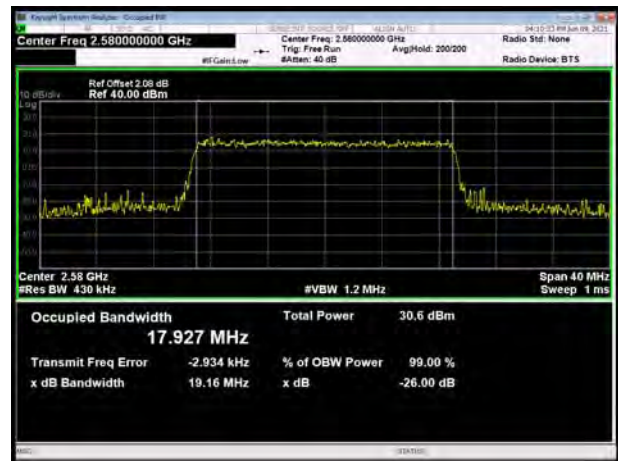 Keysight Spectrum Analyzer - Occupied BW
Center Freq 2.580000000 GHz
Center Freq: 2.580000000 GHz
Radio Std: None
Trig: Free Run
Avg|Hold: 200/200
#IFGain:Low
#Atten: 40 dB
Radio Device: BTS
Ref Offset 2.08 dB
10 dB/div
Ref 40.00 dBm
Log
Center 2.58 GHz
Span 40 MHz
#Res BW 430 kHz
#VBW 1.2 MHz
Sweep 1 ms
Occupied Bandwidth
Total Power
30.6 dBm
17.927 MHz
Transmit Freq Error
-2.934 kHz
% of OBW Power
99.00 %
x dB Bandwidth
19.16 MHz
x dB
-26.00 dB
MSG
STATUS